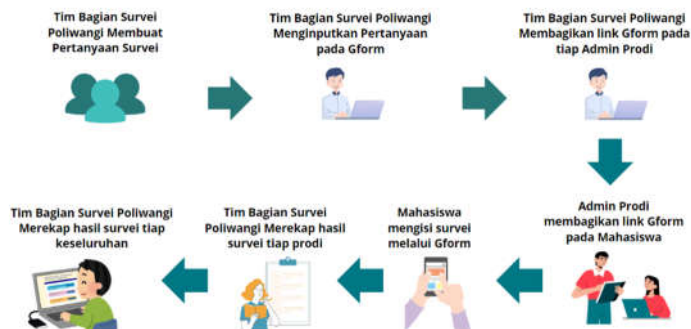 Tim Bagian Survei
Poliwangi Membuat
Pertanyaan Survei
Tim Bagian Survei Poliwangi
Menginputkan Pertanyaan
pada Gform
Tim Bagian Survei Poliwangi
Membagikan link Gform pada
tiap Admin Prodi
Admin Prodi
membagikan link Gform
pada Mahasiswa
Mahasiswa
mengisi survei
melalui Gform
Tim Bagian Survei
Poliwangi Merekap hasil
survei tiap prodi
Tim Bagian Survei Poliwangi
Merekap hasil survei tiap
keseluruhan